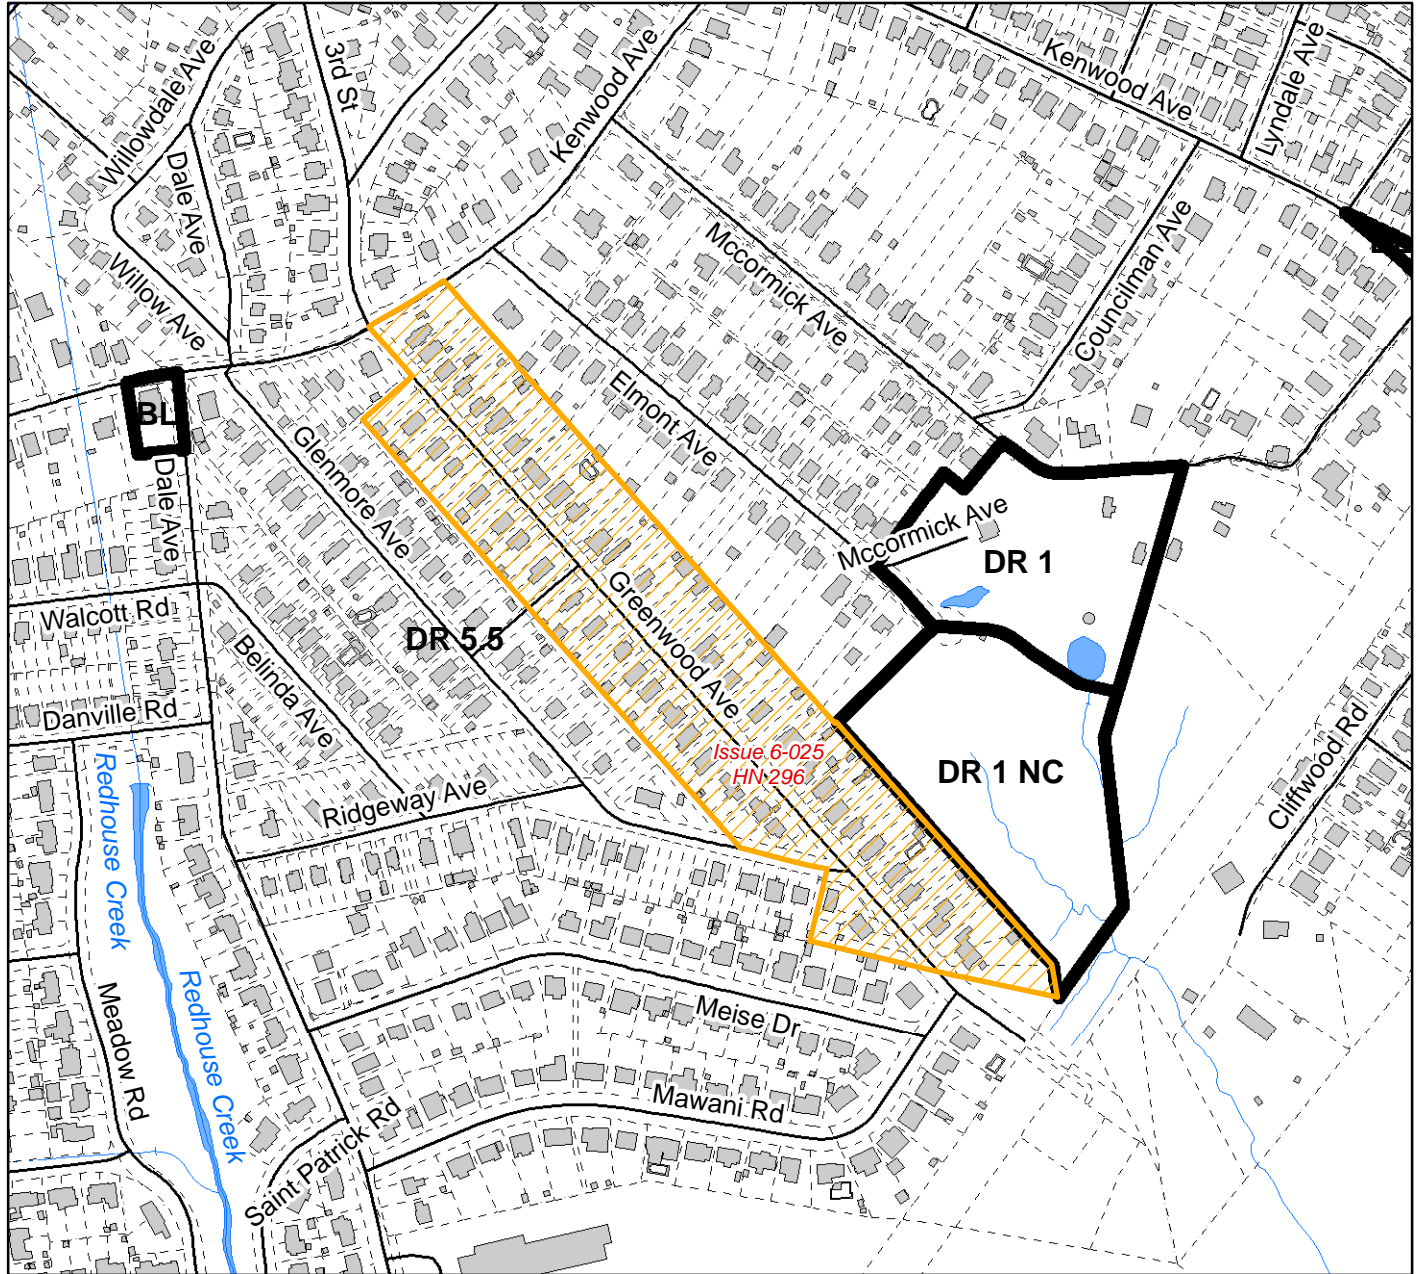 Willowdale Ave
3rd St
Kenwood Ave
Kenwood Ave
Lyndale Ave
Dale Ave
Willow Ave
Mccormick Ave
Councilman Ave
BL
Elmont Ave
Glenmore Ave
Dale Ave
Mccormick Ave
DR 1
Walcott Rd
DR 5.5
Greenwood Ave
Belinda Ave
Danville Rd
Issue 6-025
HN 296
DR 1 NC
Cliffwood Rd
Ridgeway Ave
Redhouse Creek
Redhouse Creek
Meadow Rd
Meise Dr
Mawani Rd
Saint Patrick Rd